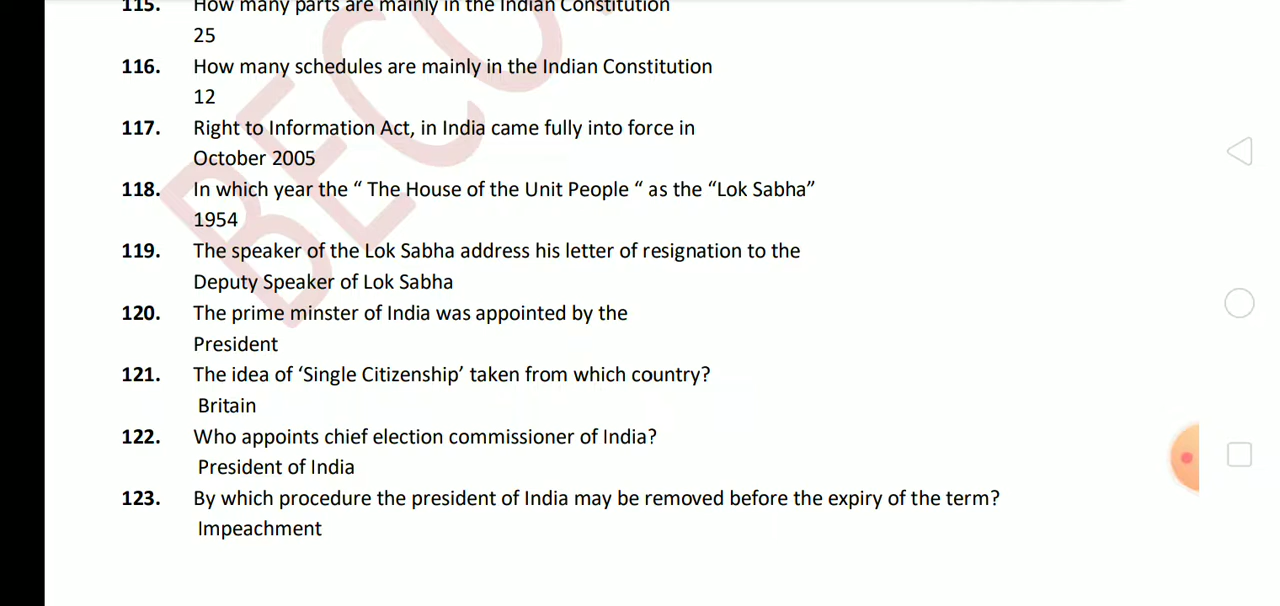 115. How many parts are mainly in the Indian Constitution
25
116. How many schedules are mainly in the Indian Constitution
12
117. Right to Information Act, in India came fully into force in
October 2005
118. In which year the “ The House of the Unit People “ as the “Lok Sabha”
1954
119. The speaker of the Lok Sabha address his letter of resignation to the
Deputy Speaker of Lok Sabha
120. The prime minster of India was appointed by the
President
121. The idea of ‘Single Citizenship’ taken from which country?
Britain
122. Who appoints chief election commissioner of India?
President of India
123. By which procedure the president of India may be removed before the expiry of the term?
Impeachment
BECO